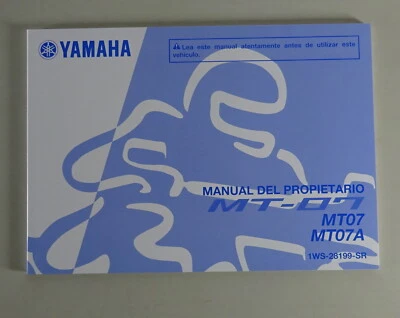 YAMAHA
Lea este manual atentamente antes de utilizar este
vehículo.
MANUAL DEL PROPIETARIO
MT-07
MT07
MT07A
1WS-28199-SR